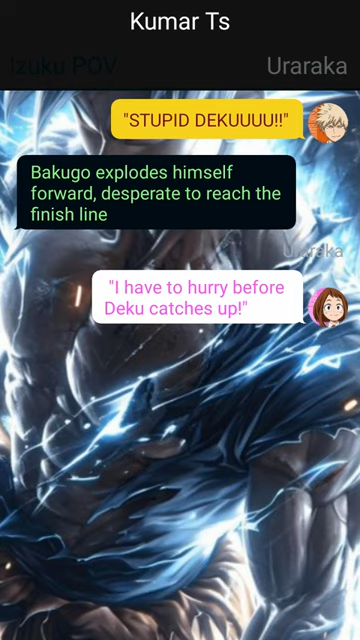 Kumar Ts
Izuku POV
Uraraka
"STUPID DEKUUUU!!"
Bakugo explodes himself
forward, desperate to reach the
finish line
Uraraka
"I have to hurry before
Deku catches up!"